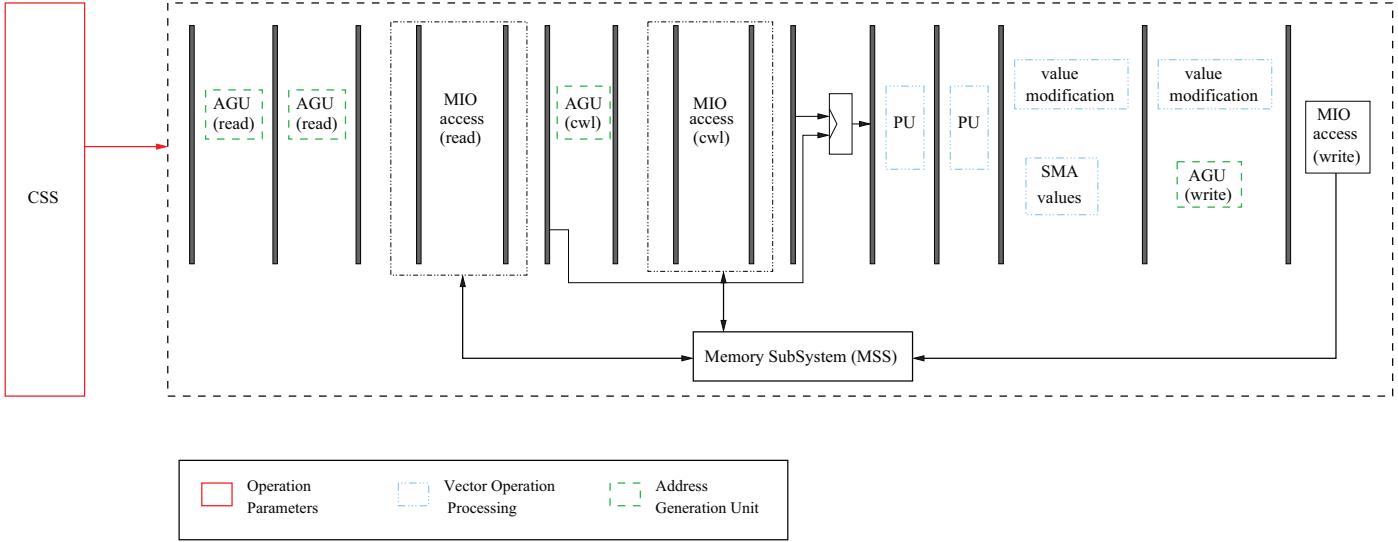 CSS
AGU
(read)
AGU
(read)
MIO
access
(read)
AGU
(cwl)
MIO
access
(cwl)
PU
PU
value
modification
SMA
values
value
modification
AGU
(write)
MIO
access
(write)
Memory SubSystem (MSS)
Operation
Parameters
Vector Operation
Processing
Address
Generation Unit